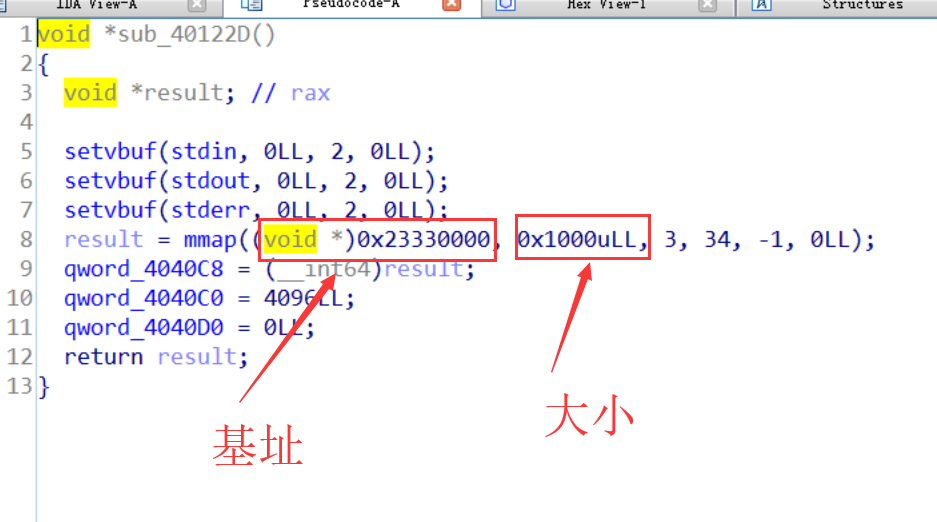 IDA View-A Pseudocode-A Hex View-1 Structures
1 void *sub_40122D()
2 {
3 void *result; // rax
4
5 setvbuf(stdin, 0LL, 2, 0LL);
6 setvbuf(stdout, 0LL, 2, 0LL);
7 setvbuf(stderr, 0LL, 2, 0LL);
8 result = mmap((void *)0x23330000, 0x1000uLL, 3, 34, -1, 0LL);
9 qword_4040C8 = (__int64)result;
10 qword_4040C0 = 4096LL;
11 qword_4040D0 = 0LL;
12 return result;
13 }
基址
大小